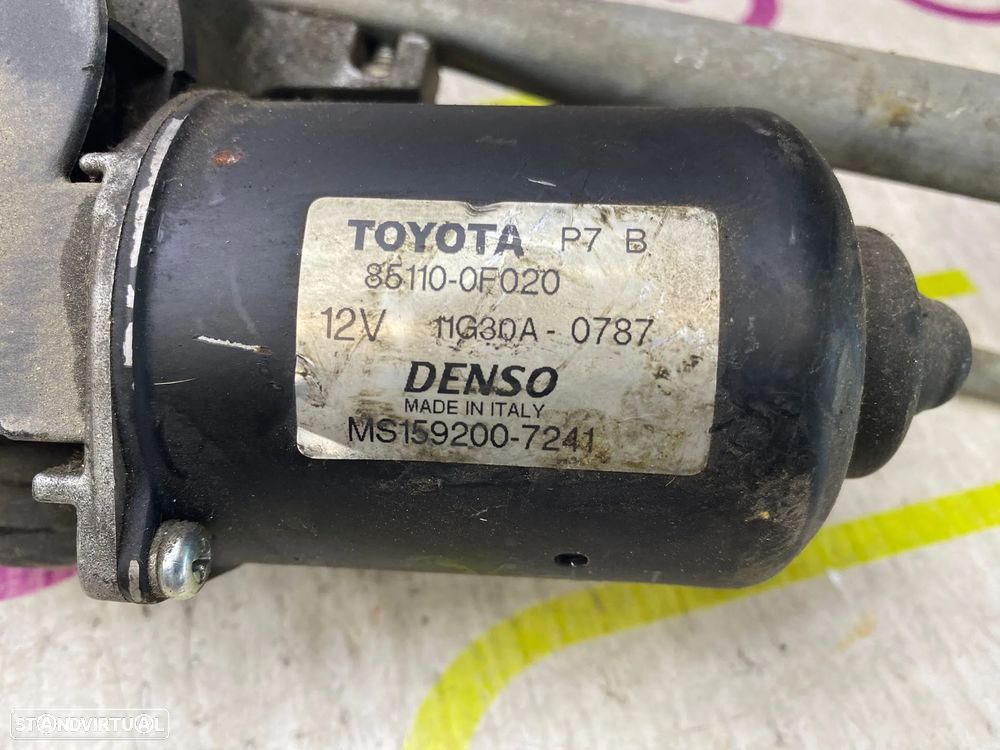 TOYOTA P7 B
85110-0F020
12V 11G30A-0787
DENSO
MADE IN ITALY
MS159200-7241
STANDVIRTUAL